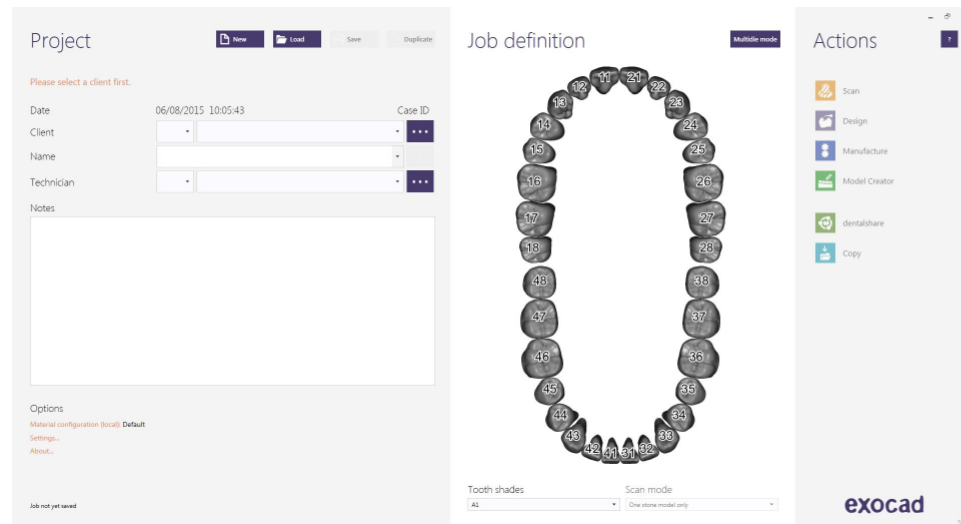 Project
New
Load
Save
Duplicate
Please select a client first.
Date
06/08/2015 10:05:43
Case ID
Client
...
Name
Technician
...
Notes
Options
Material configuration (local): Default
Settings...
About...
Job not yet saved
Job definition
Multidie mode
11 21
12 22
13 23
14 24
15 25
16 26
17 27
18 28
48 38
47 37
46 36
45 35
44 34
43 33
42 41 31 32
Tooth shades
A1
Scan mode
One stone model only
Actions
?
Scan
Design
Manufacture
Model Creator
dentalshare
Copy
exocad